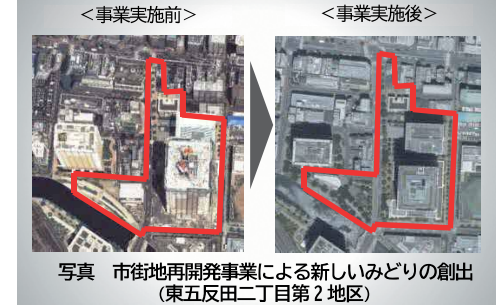 ＜事業実施前＞
＜事業実施後＞
写真　市街地再開発事業による新しいみどりの創出
(東五反田二丁目第２地区)